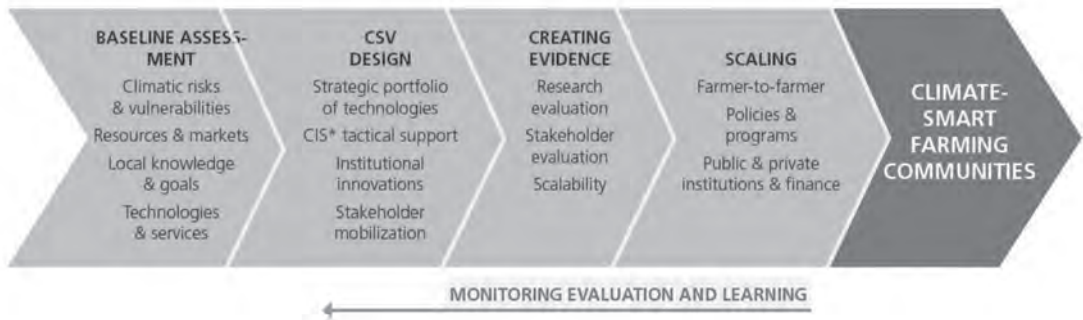 BASELINE ASSESS-
MENT
Climatic risks
& vulnerabilities
Resources & markets
Local knowledge
& goals
Technologies
& services
CSV
DESIGN
Strategic portfolio
of technologies
CIS* tactical support
Institutional
innovations
Stakeholder
mobilization
CREATING
EVIDENCE
Research
evaluation
Stakeholder
evaluation
Scalability
SCALING
Farmer-to-farmer
Policies &
programs
Public & private
institutions & finance
CLIMATE-
SMART
FARMING
COMMUNITIES
MONITORING EVALUATION AND LEARNING